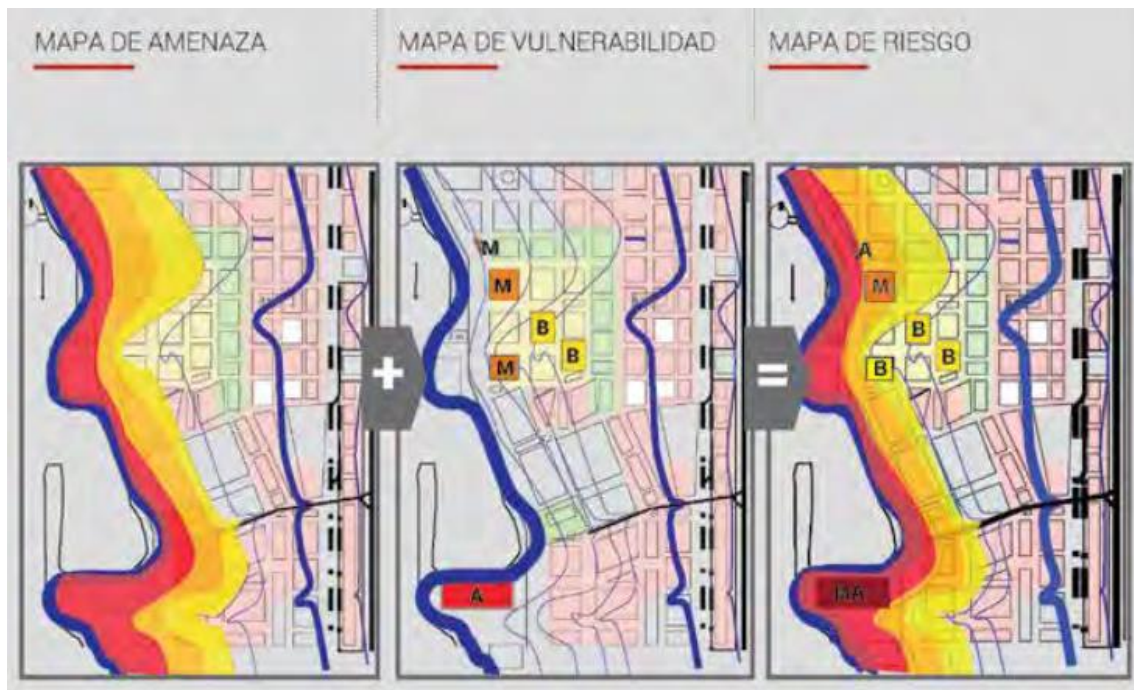 MAPA DE AMENAZA
MAPA DE VULNERABILIDAD
MAPA DE RIESGO
M
M
B
B
M
A
+
=
A
M
B
B
B
MA